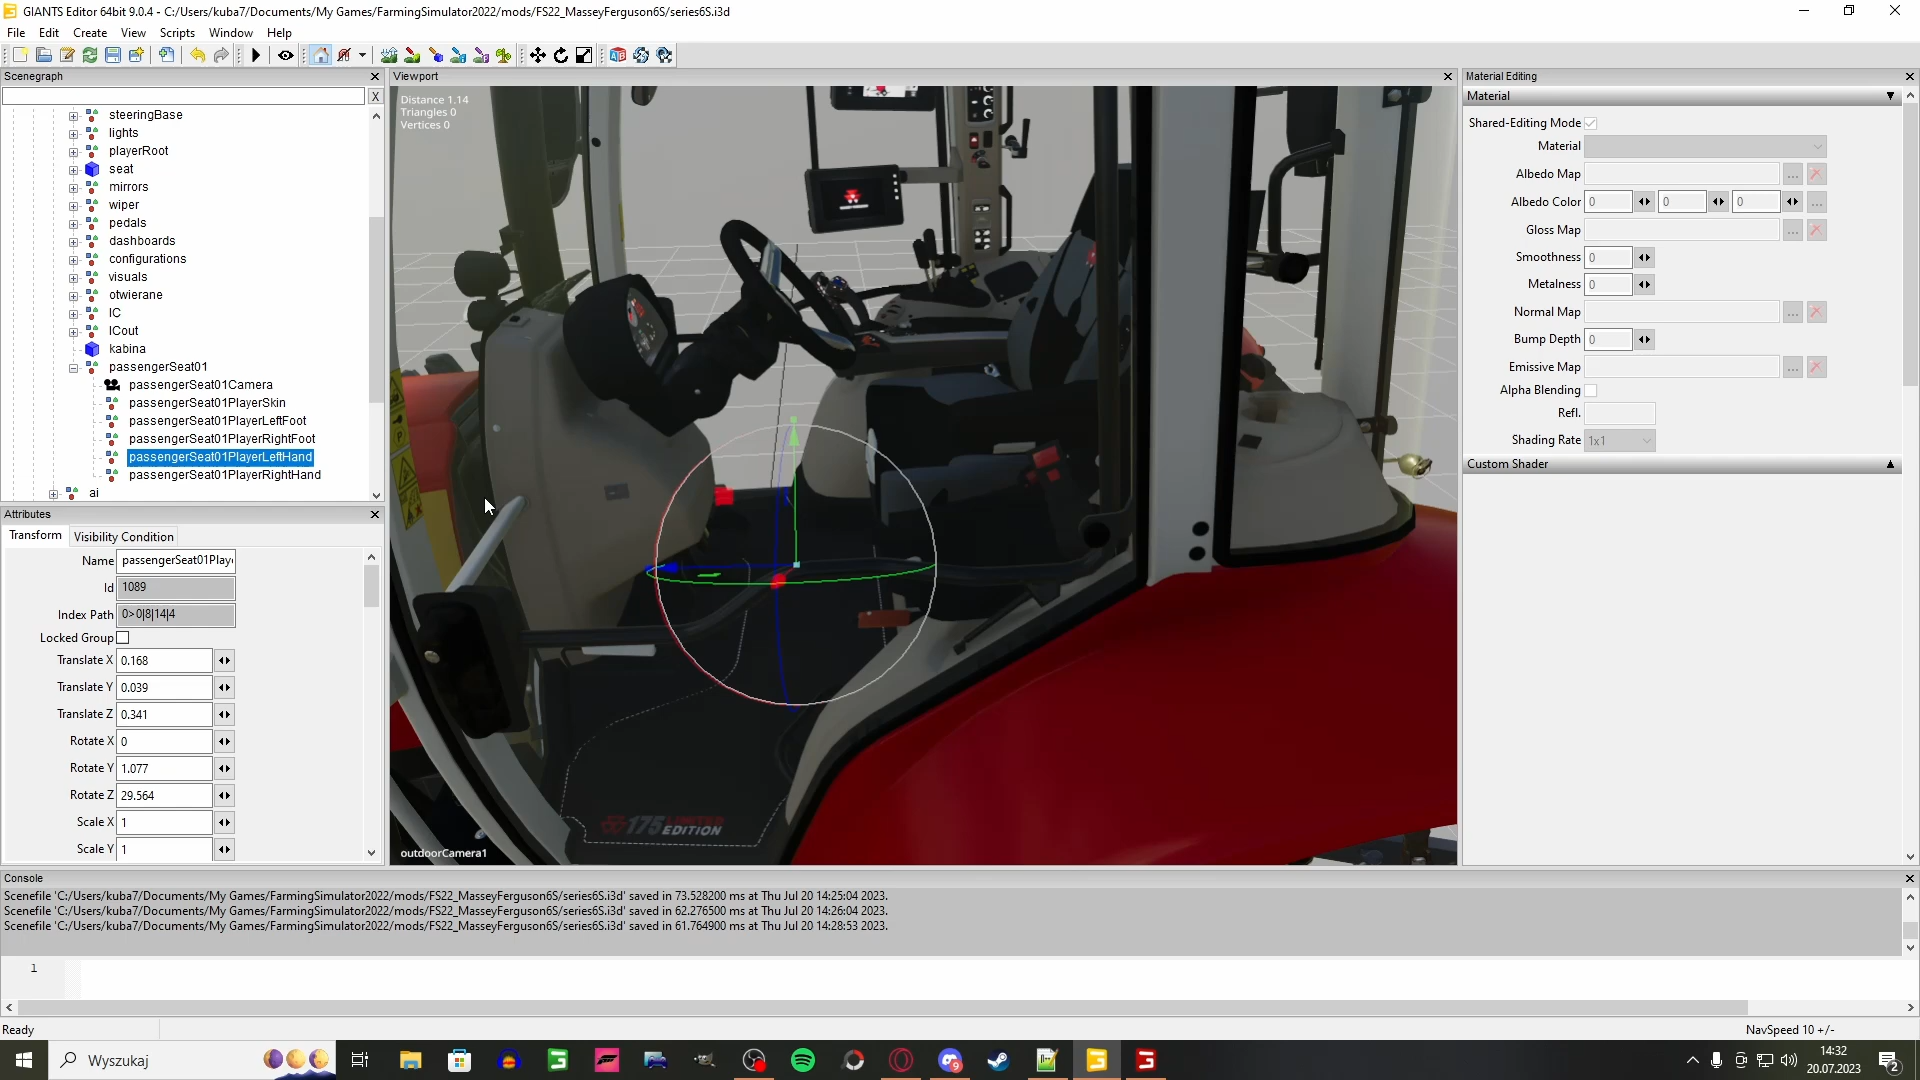 GIANTS Editor 64bit 9.0.4 - C:/Users/kuba7/Documents/My Games/FarmingSimulator2022/mods/FS22_MasseyFerguson6S/series6S.i3d
File Edit Create View Scripts Window Help
Scenegraph
X
steeringBase
lights
playerRoot
seat
mirrors
wiper
pedals
dashboards
configurations
visuals
otwierane
IC
ICout
kabina
passengerSeat01
passengerSeat01Camera
passengerSeat01PlayerSkin
passengerSeat01PlayerLeftFoot
passengerSeat01PlayerRightFoot
passengerSeat01PlayerLeftHand
passengerSeat01PlayerRightHand
ai
Attributes
Transform Visibility Condition
Name passengerSeat01Play
Id 1089
Index Path 0>0|8|14|4
Locked Group
Translate X 0.168
Translate Y 0.039
Translate Z 0.341
Rotate X 0
Rotate Y 1.077
Rotate Z 29.564
Scale X 1
Scale Y 1
Viewport
Distance 1.14
Triangles 0
Vertices 0
175 LIMITED
EDITION
outdoorCamera1
Material Editing
Material
Shared-Editing Mode
Material
Albedo Map ...
Albedo Color 0 0 0 ...
Gloss Map ...
Smoothness 0
Metalness 0
Normal Map ...
Bump Depth 0
Emissive Map ...
Alpha Blending
Refl.
Shading Rate 1x1
Custom Shader
Console
Scenefile 'C:/Users/kuba7/Documents/My Games/FarmingSimulator2022/mods/FS22_MasseyFerguson6S/series6S.i3d' saved in 73.528200 ms at Thu Jul 20 14:25:04 2023.
Scenefile 'C:/Users/kuba7/Documents/My Games/FarmingSimulator2022/mods/FS22_MasseyFerguson6S/series6S.i3d' saved in 62.276500 ms at Thu Jul 20 14:26:04 2023.
Scenefile 'C:/Users/kuba7/Documents/My Games/FarmingSimulator2022/mods/FS22_MasseyFerguson6S/series6S.i3d' saved in 61.764900 ms at Thu Jul 20 14:28:53 2023.
1
Ready
NavSpeed 10 +/-
Wyszukaj
14:32
20.07.2023
2